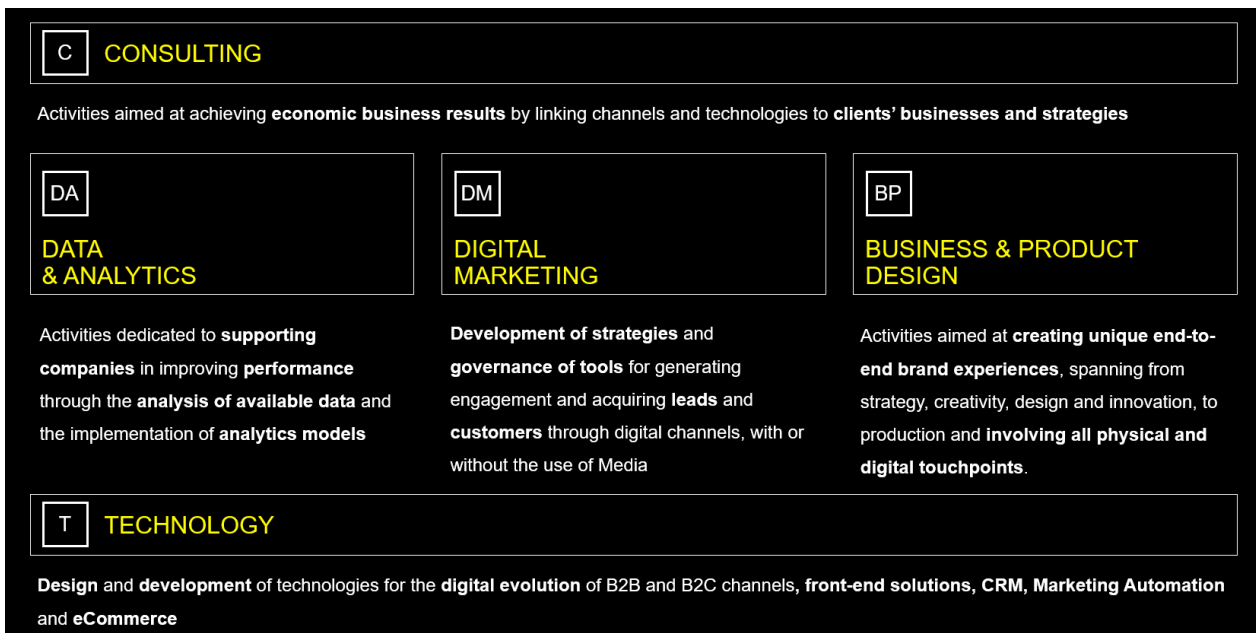 C CONSULTING
Activities aimed at achieving economic business results by linking channels and technologies to clients’ businesses and strategies
DA
DATA
& ANALYTICS
Activities dedicated to supporting
companies in improving performance
through the analysis of available data and
the implementation of analytics models
DM
DIGITAL
MARKETING
Development of strategies and
governance of tools for generating
engagement and acquiring leads and
customers through digital channels, with or
without the use of Media
BP
BUSINESS & PRODUCT
DESIGN
Activities aimed at creating unique end-to-
end brand experiences, spanning from
strategy, creativity, design and innovation, to
production and involving all physical and
digital touchpoints.
T TECHNOLOGY
Design and development of technologies for the digital evolution of B2B and B2C channels, front-end solutions, CRM, Marketing Automation
and eCommerce